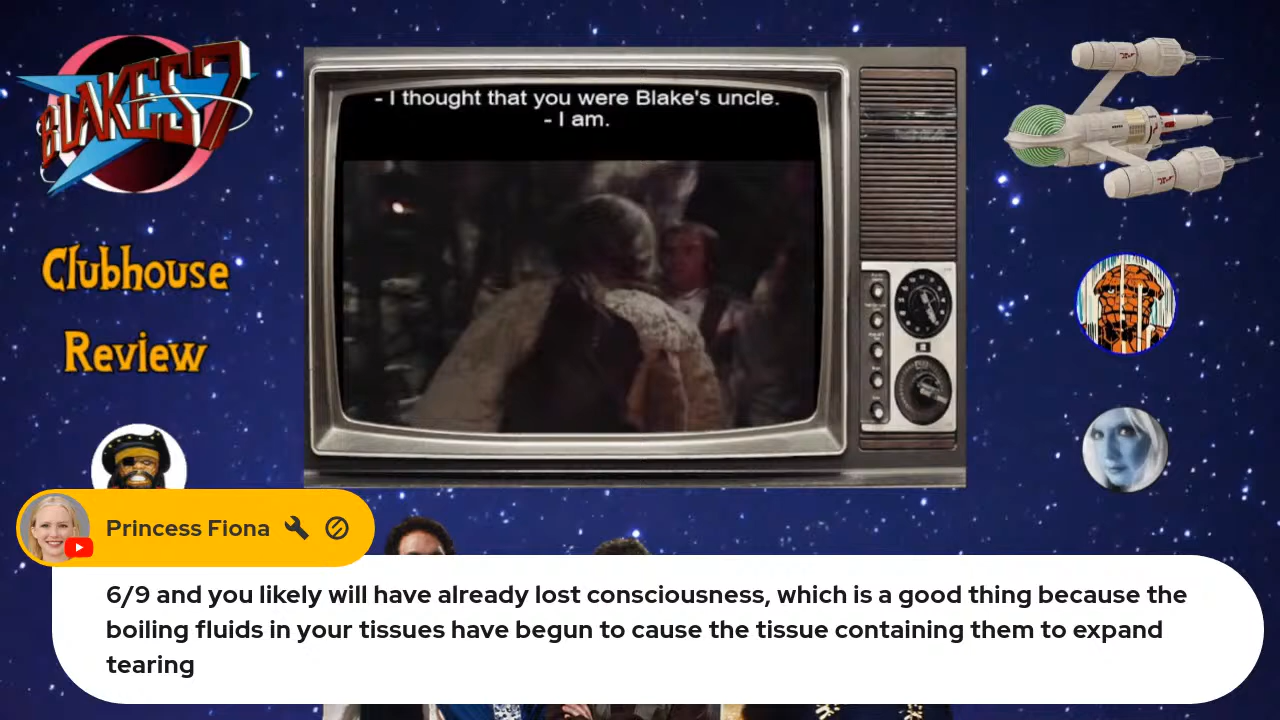 BLAKES 7
- I thought that you were Blake's uncle.
- I am.
Clubhouse
Review
Princess Fiona
6/9 and you likely will have already lost consciousness, which is a good thing because the
boiling fluids in your tissues have begun to cause the tissue containing them to expand
tearing